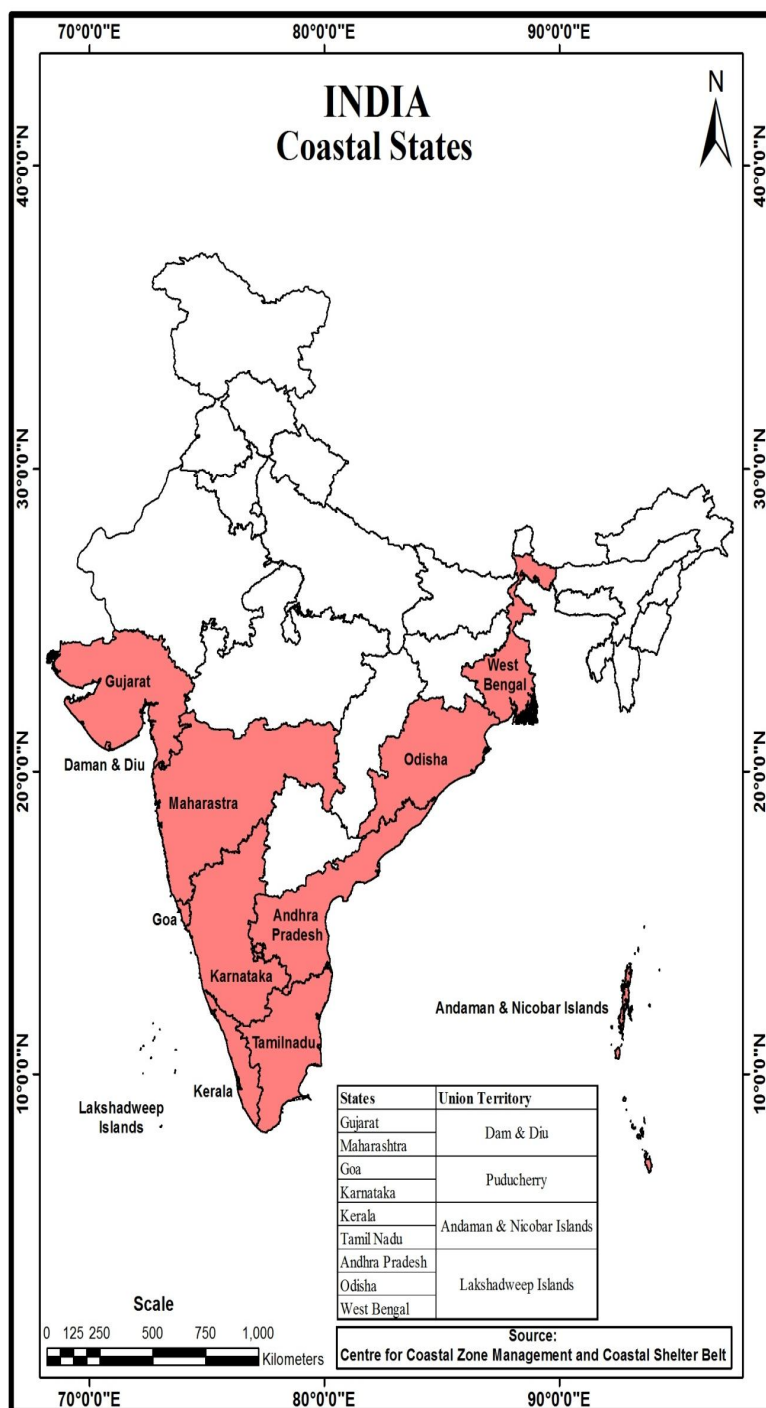 70°0'0"E 80°0'0"E 90°0'0"E
INDIA
Coastal States
N
40°0'0"N 40°0'0"N
30°0'0"N 30°0'0"N
20°0'0"N 20°0'0"N
10°0'0"N 10°0'0"N
Gujarat
West
Bengal
Daman & Diu
Odisha
Maharastra
Goa
Andhra
Pradesh
Karnataka
Andaman & Nicobar Islands
Tamilnadu
Kerala
Lakshadweep
Islands
States Union Territory
Gujarat
Maharashtra
Dam & Diu
Goa
Karnataka
Puducherry
Kerala
Tamil Nadu
Andaman & Nicobar Islands
Andhra Pradesh
Odisha
West Bengal
Lakshadweep Islands
Scale
0 125 250 500 750 1,000
Kilometers
Source:
Centre for Coastal Zone Management and Coastal Shelter Belt
70°0'0"E 80°0'0"E 90°0'0"E